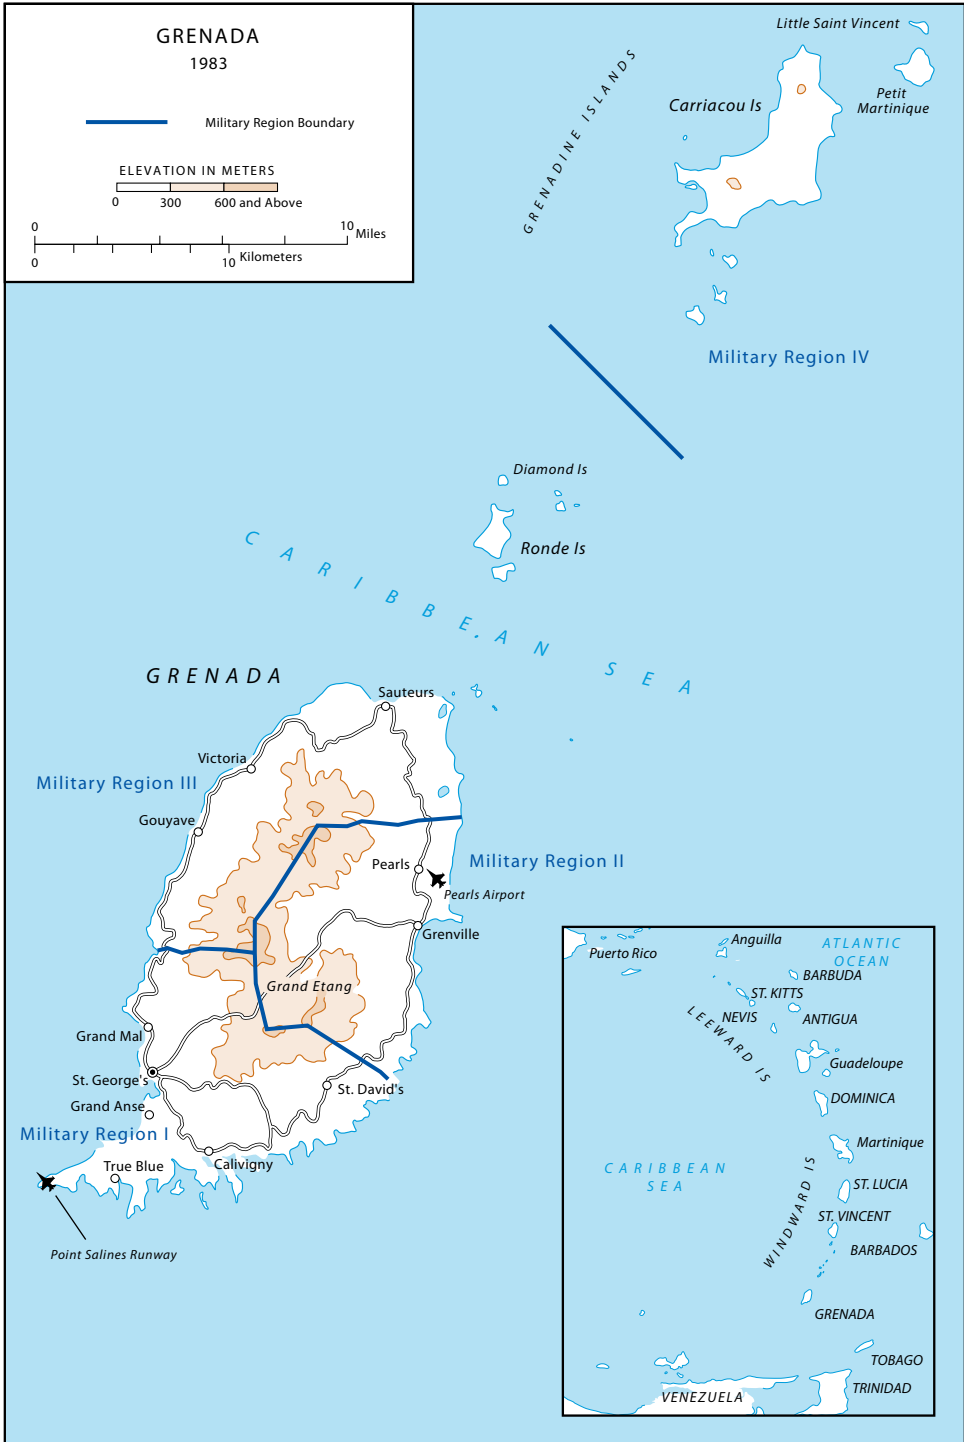 GRENADA
1983
Military Region Boundary
ELEVATION IN METERS
0 300 600 and Above
0 10 Miles
0 10 Kilometers
Little Saint Vincent
Petit
Martinique
Carriacou Is
GRENADINE ISLANDS
Military Region IV
Diamond Is
Ronde Is
CARIBBEAN SEA
GRENADA
Sauteurs
Victoria
Military Region III
Gouyave
Pearls
Military Region II
Pearls Airport
Grenville
Grand Etang
Grand Mal
St. George's
St. David's
Grand Anse
Military Region I
True Blue
Calivigny
Point Salines Runway
Anguilla
ATLANTIC
OCEAN
Puerto Rico
BARBUDA
ST. KITTS
NEVIS
ANTIGUA
LEEWARD IS
Guadeloupe
DOMINICA
Martinique
CARIBBEAN
SEA
ST. LUCIA
WINDWARD IS
ST. VINCENT
BARBADOS
GRENADA
TOBAGO
TRINIDAD
VENEZUELA